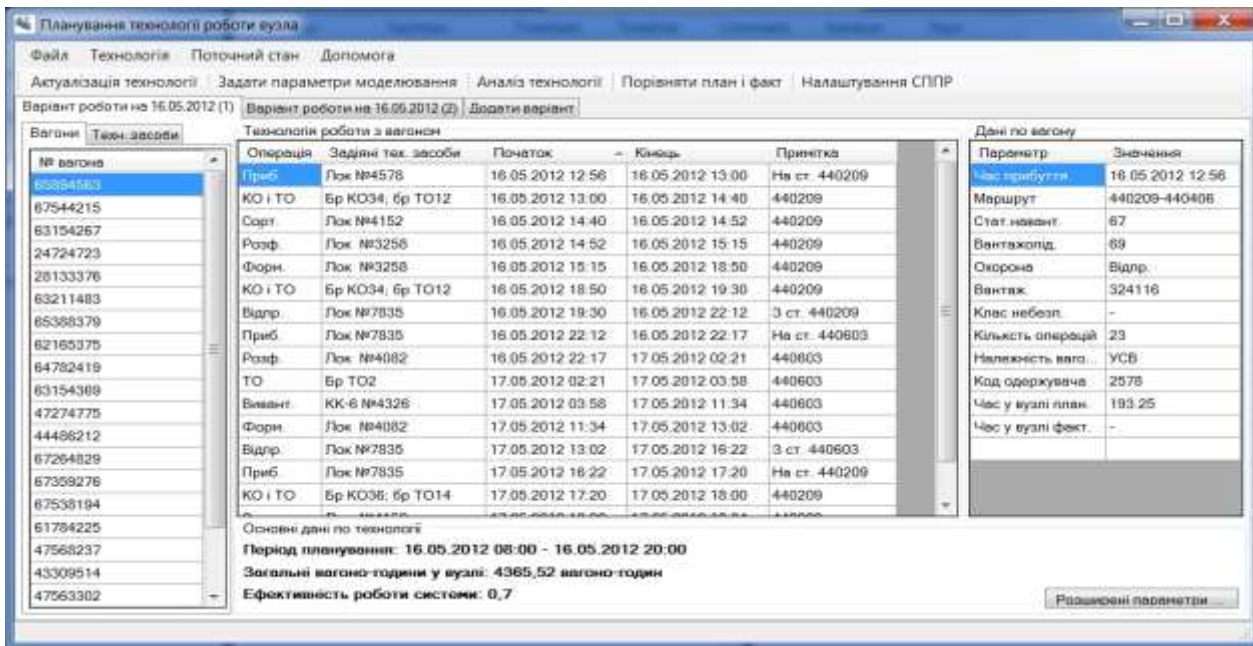 Планування технології роботи вузла
Файл Технологія Поточний стан Допомога
Актуалізація технології Задати параметри моделювання Аналіз технології Порівняти план і факт Налаштування СППР
Варіант роботи на 16.05.2012 (1) Варіант роботи на 16.05.2012 (2) Додати варіант
Вагони Техн. засоби
№ вагона
65894563
67544215
63154267
24724723
28133376
63211483
65388379
62165375
64782419
63154369
47274775
44486212
67264829
67359276
67538194
61784225
47568237
43309514
47563302
Технологія роботи з вагоном
Операція Задіяні тех. засоби Початок Кінець Примітка
Приб. Лок №4578 16.05.2012 12:56 16.05.2012 13:00 На ст. 440209
КО і ТО Бр КО34; бр ТО12 16.05.2012 13:00 16.05.2012 14:40 440209
Сорт. Лок №4152 16.05.2012 14:40 16.05.2012 14:52 440209
Розф. Лок №3258 16.05.2012 14:52 16.05.2012 15:15 440209
Форм. Лок №3258 16.05.2012 15:15 16.05.2012 18:50 440209
КО і ТО Бр КО34; бр ТО12 16.05.2012 18:50 16.05.2012 19:30 440209
Відпр. Лок №7835 16.05.2012 19:30 16.05.2012 22:12 З ст. 440209
Приб. Лок №7835 16.05.2012 22:12 16.05.2012 22:17 На ст. 440603
Розф. Лок №4082 16.05.2012 22:17 17.05.2012 02:21 440603
ТО Бр ТО2 17.05.2012 02:21 17.05.2012 03:58 440603
Вивант. КК-6 №4326 17.05.2012 03:58 17.05.2012 11:34 440603
Форм. Лок №4082 17.05.2012 11:34 17.05.2012 13:02 440603
Відпр. Лок №7835 17.05.2012 13:02 17.05.2012 16:22 З ст. 440603
Приб. Лок №7835 17.05.2012 16:22 17.05.2012 17:20 На ст. 440209
КО і ТО Бр КО36; бр ТО14 17.05.2012 17:20 17.05.2012 18:00 440209
Дані по вагону
Параметр Значення
Час прибуття 16.05.2012 12:56
Маршрут 440209-440406
Стат.навант. 67
Вантажопід. 69
Охорона Відпр.
Вантаж 324116
Клас небезп. -
Кількість операцій 23
Належність ваго... УСВ
Код одержувача 2578
Час у вузлі план. 193.25
Час у вузлі факт. -
Основні дані по технології
Період планування: 16.05.2012 08:00 - 16.05.2012 20:00
Загальні вагоно-години у вузлі: 4365,52 вагоно-годин
Ефективність роботи системи: 0,7
Розширені параметри ...